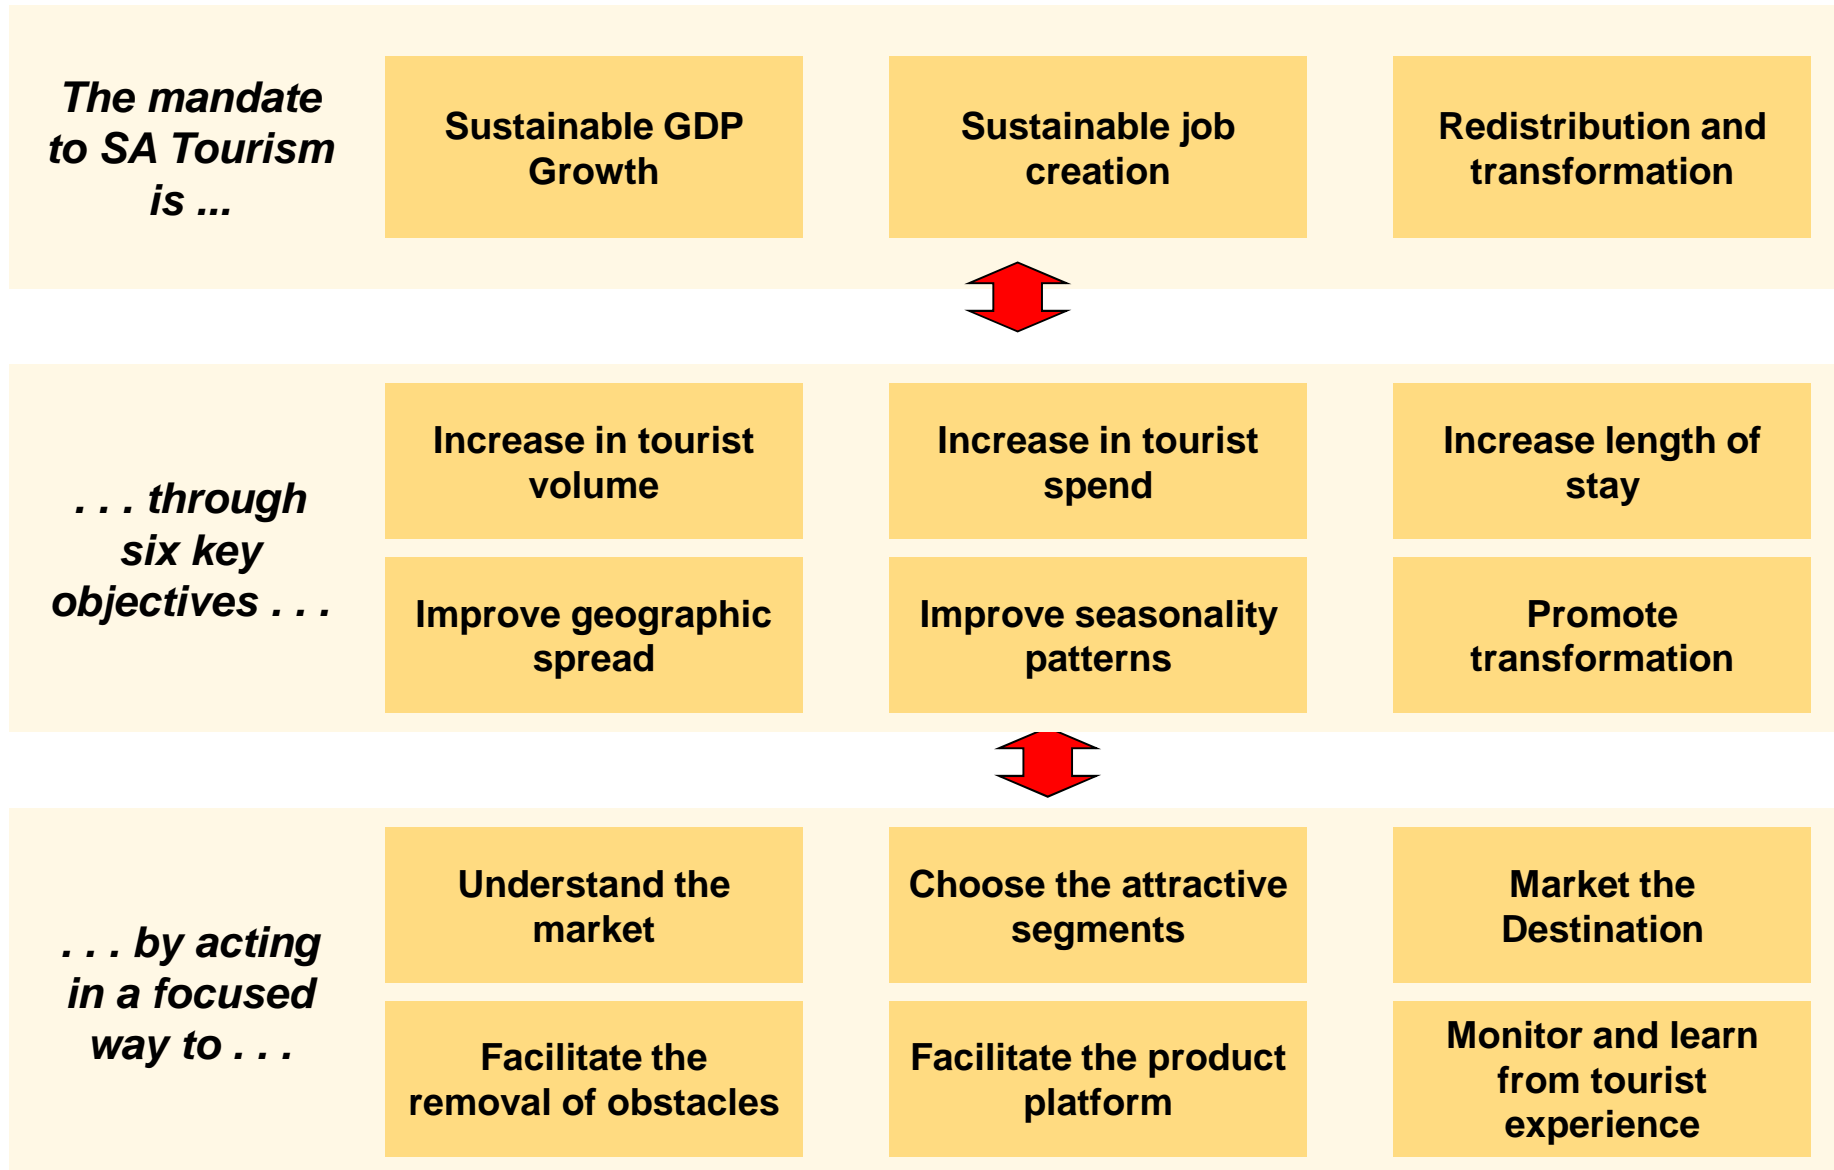 The mandate
to SA Tourism
is ...
Sustainable GDP
Growth
Sustainable job
creation
Redistribution and
transformation
. . . through
six key
objectives . . .
Increase in tourist
volume
Increase in tourist
spend
Increase length of
stay
Improve geographic
spread
Improve seasonality
patterns
Promote
transformation
. . . by acting
in a focused
way to . . .
Understand the
market
Choose the attractive
segments
Market the
Destination
Facilitate the
removal of obstacles
Facilitate the product
platform
Monitor and learn
from tourist
experience